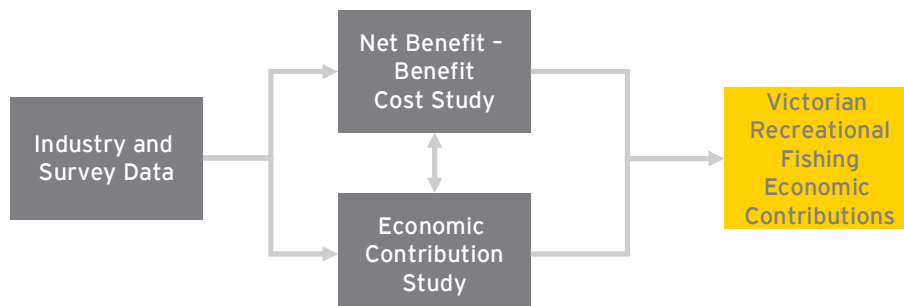 Industry and
Survey Data
Net Benefit –
Benefit
Cost Study
Economic
Contribution
Study
Victorian
Recreational
Fishing
Economic
Contributions